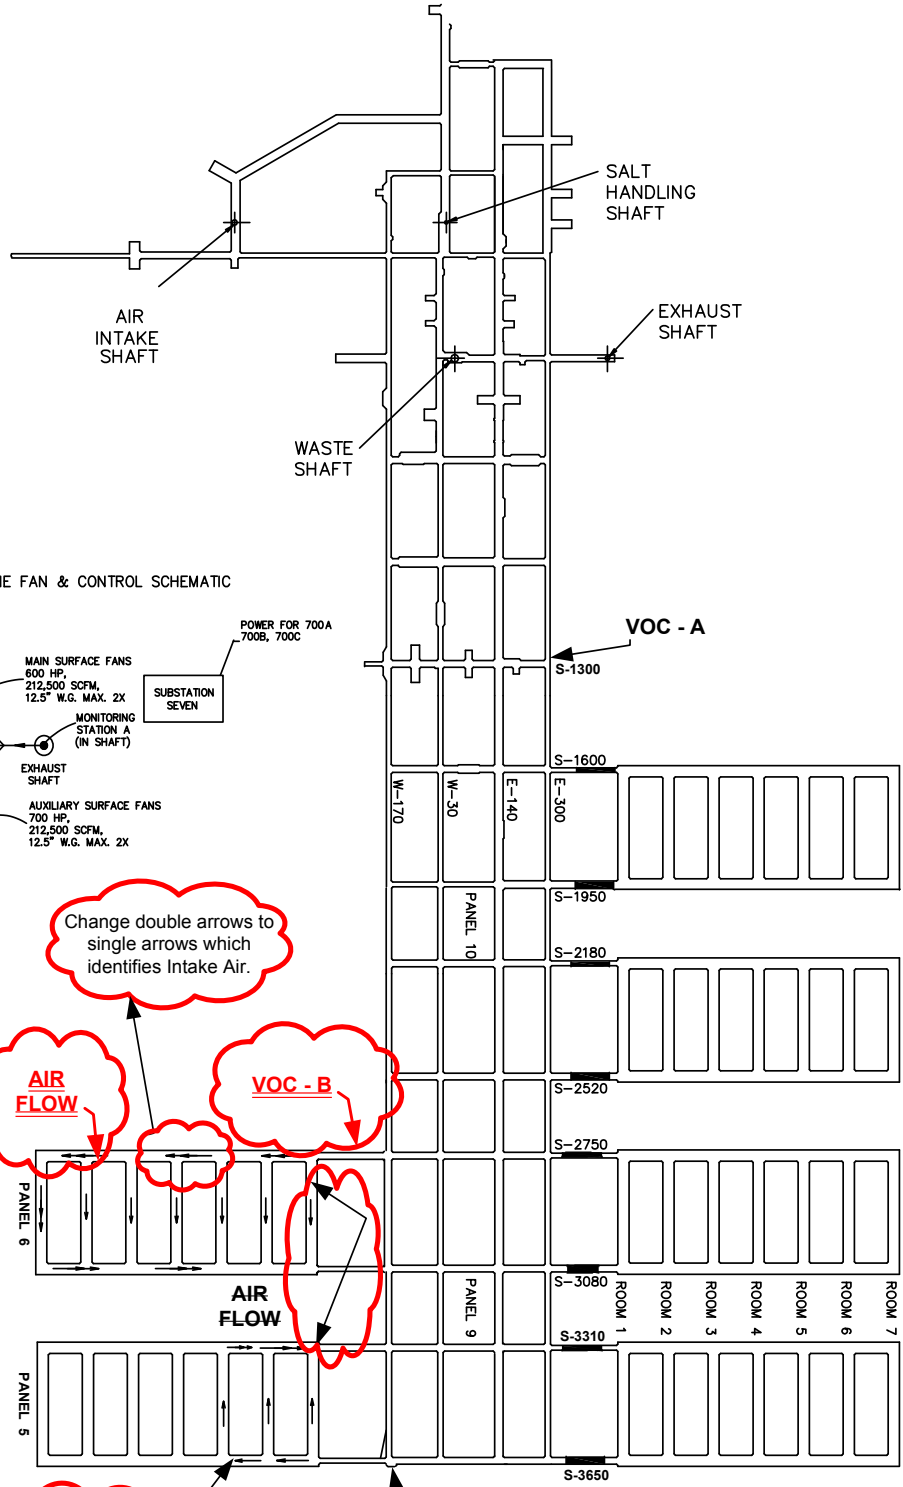 SALT
HANDLING
SHAFT
AIR
INTAKE
SHAFT
EXHAUST
SHAFT
WASTE
SHAFT
FAN & CONTROL SCHEMATIC
POWER FOR 700A
700B, 700C
VOC - A
MAIN SURFACE FANS
600 HP,
212,500 SCFM,
12.5" W.G. MAX. 2X
SUBSTATION
SEVEN
S-1300
MONITORING
STATION A
(IN SHAFT)
EXHAUST
SHAFT
S-1600
AUXILIARY SURFACE FANS
700 HP,
212,500 SCFM,
12.5" W.G. MAX. 2X
W-170
W-30
E-140
E-300
S-1950
PANEL 10
Change double arrows to
single arrows which
identifies Intake Air.
S-2180
AIR
FLOW
VOC - B
S-2520
S-2750
PANEL 6
S-3080
AIR
FLOW
PANEL 9
ROOM 1
ROOM 2
ROOM 3
ROOM 4
ROOM 5
ROOM 6
ROOM 7
S-3310
PANEL 5
S-3650